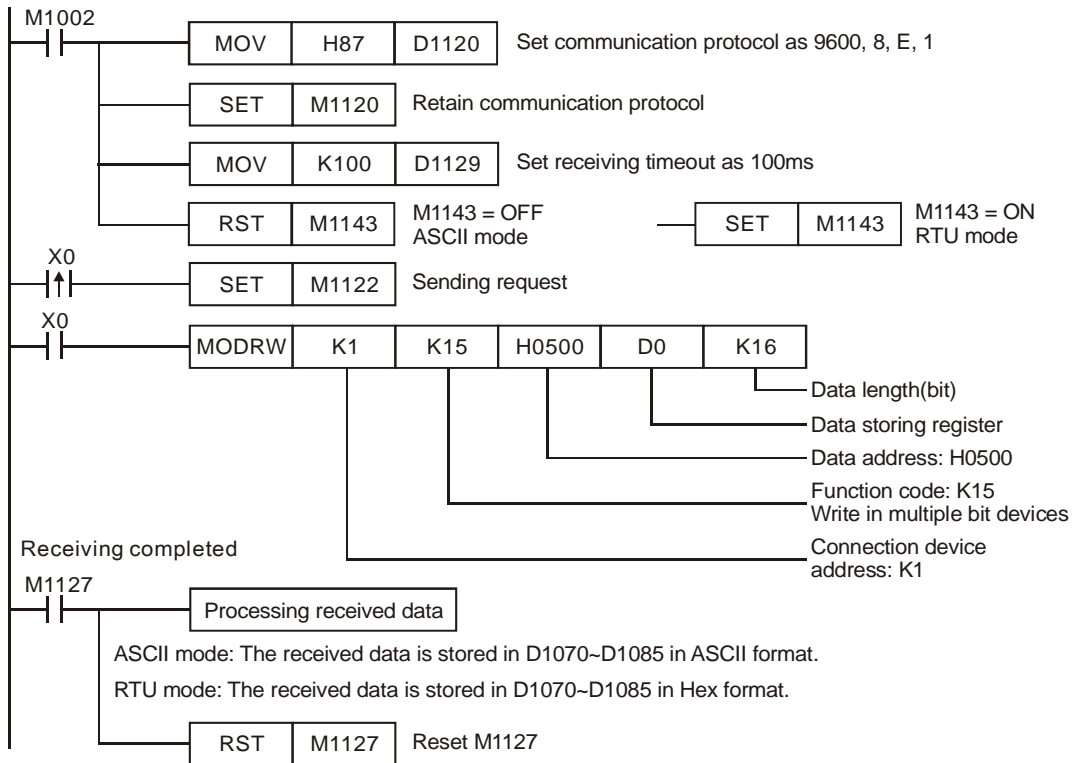 M1002
MOV H87 D1120 Set communication protocol as 9600, 8, E, 1
SET M1120 Retain communication protocol
MOV K100 D1129 Set receiving timeout as 100ms
RST M1143 M1143 = OFF
ASCII mode
SET M1143 M1143 = ON
RTU mode
X0
SET M1122 Sending request
X0
MODRW K1 K15 H0500 D0 K16
Data length(bit)
Data storing register
Data address: H0500
Function code: K15
Write in multiple bit devices
Connection device
address: K1
Receiving completed
M1127
Processing received data
ASCII mode: The received data is stored in D1070~D1085 in ASCII format.
RTU mode: The received data is stored in D1070~D1085 in Hex format.
RST M1127 Reset M1127